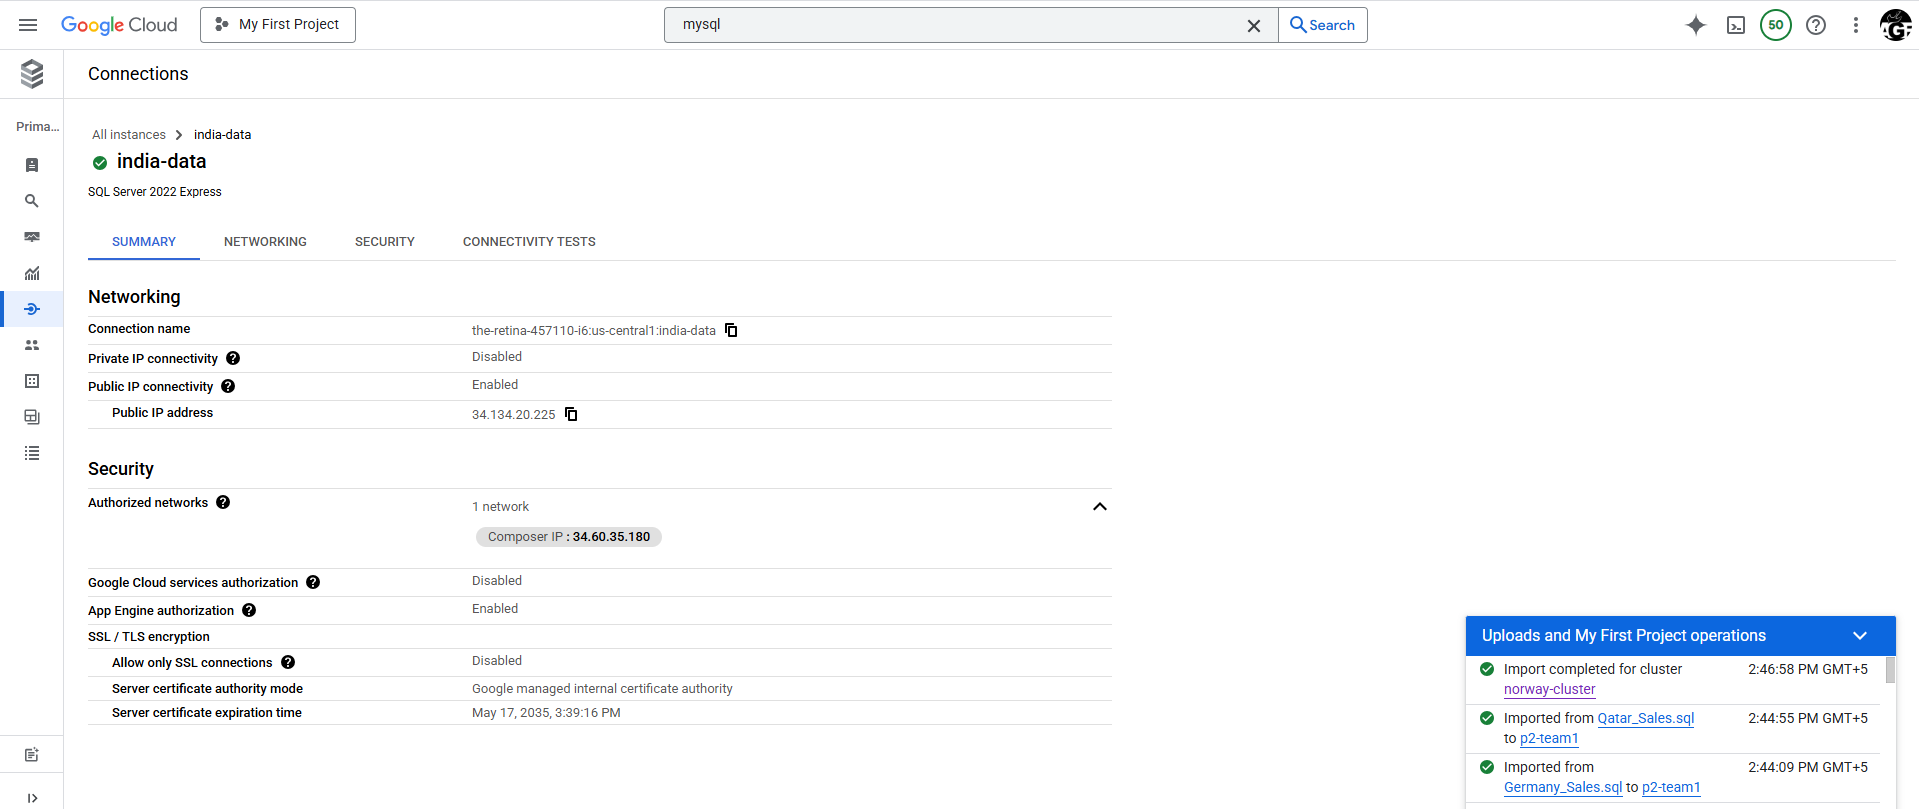 Google Cloud
My First Project
mysql
Search
50
Connections
Prima...
All instances
india-data
india-data
SQL Server 2022 Express
SUMMARY
NETWORKING
SECURITY
CONNECTIVITY TESTS
Networking
Connection name
the-retina-457110-i6:us-central1:india-data
Private IP connectivity
Disabled
Public IP connectivity
Enabled
Public IP address
34.134.20.225
Security
Authorized networks
1 network
Composer IP : 34.60.35.180
Google Cloud services authorization
Disabled
App Engine authorization
Enabled
SSL / TLS encryption
Allow only SSL connections
Disabled
Server certificate authority mode
Google managed internal certificate authority
Server certificate expiration time
May 17, 2035, 3:39:16 PM
Uploads and My First Project operations
Import completed for cluster
norway-cluster
2:46:58 PM GMT+5
Imported from Qatar_Sales.sql
to p2-team1
2:44:55 PM GMT+5
Imported from
Germany_Sales.sql to p2-team1
2:44:09 PM GMT+5